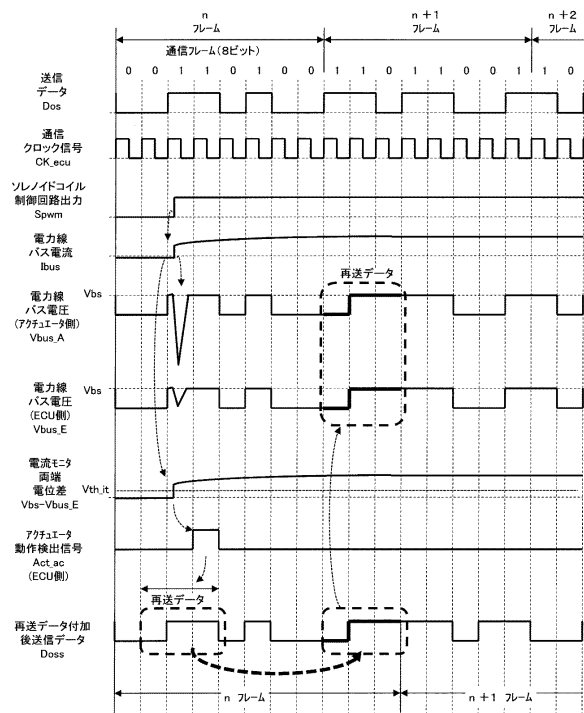 n
フレーム
n + 1
フレーム
n + 2
フレーム
通信フレーム(8ビット)
0 0 1 1 0 1 0 0 1 1 0 1 1 0 0 1 1 0
送信
データ
Dos
通信
クロック信号
CK_ecu
ソレノイドコイル
制御回路出力
Spwm
電力線
バス電流
Ibus
再送データ
電力線
バス電圧
(アクチュエータ側)
Vbus_A
Vbs
電力線
バス電圧
(ECU側)
Vbus_E
Vbs
電流モニタ
両端
電位差
Vbs-Vbus_E
Vth_it
アクチュエータ
動作検出信号
Act_ac
(ECU側)
再送データ
再送データ付加
後送信データ
Doss
n フレーム
n + 1 フレーム